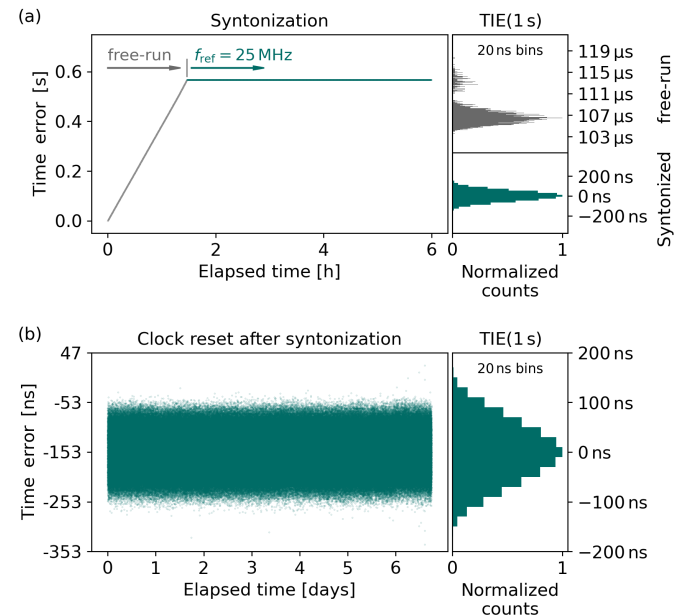 (a)
Syntonization
TIE(1 s)
free-run
f_ref = 25 MHz
20 ns bins
Time error [s]
0.6
0.4
0.2
0.0
119 µs
115 µs
111 µs
107 µs
103 µs
free-run
200 ns
0 ns
−200 ns
Syntonized
0
2
4
6
Elapsed time [h]
0
1
Normalized
counts
(b)
Clock reset after syntonization
TIE(1 s)
20 ns bins
Time error [ns]
47
-53
-153
-253
-353
200 ns
100 ns
0 ns
−100 ns
−200 ns
0
1
2
3
4
5
6
Elapsed time [days]
0
1
Normalized
counts